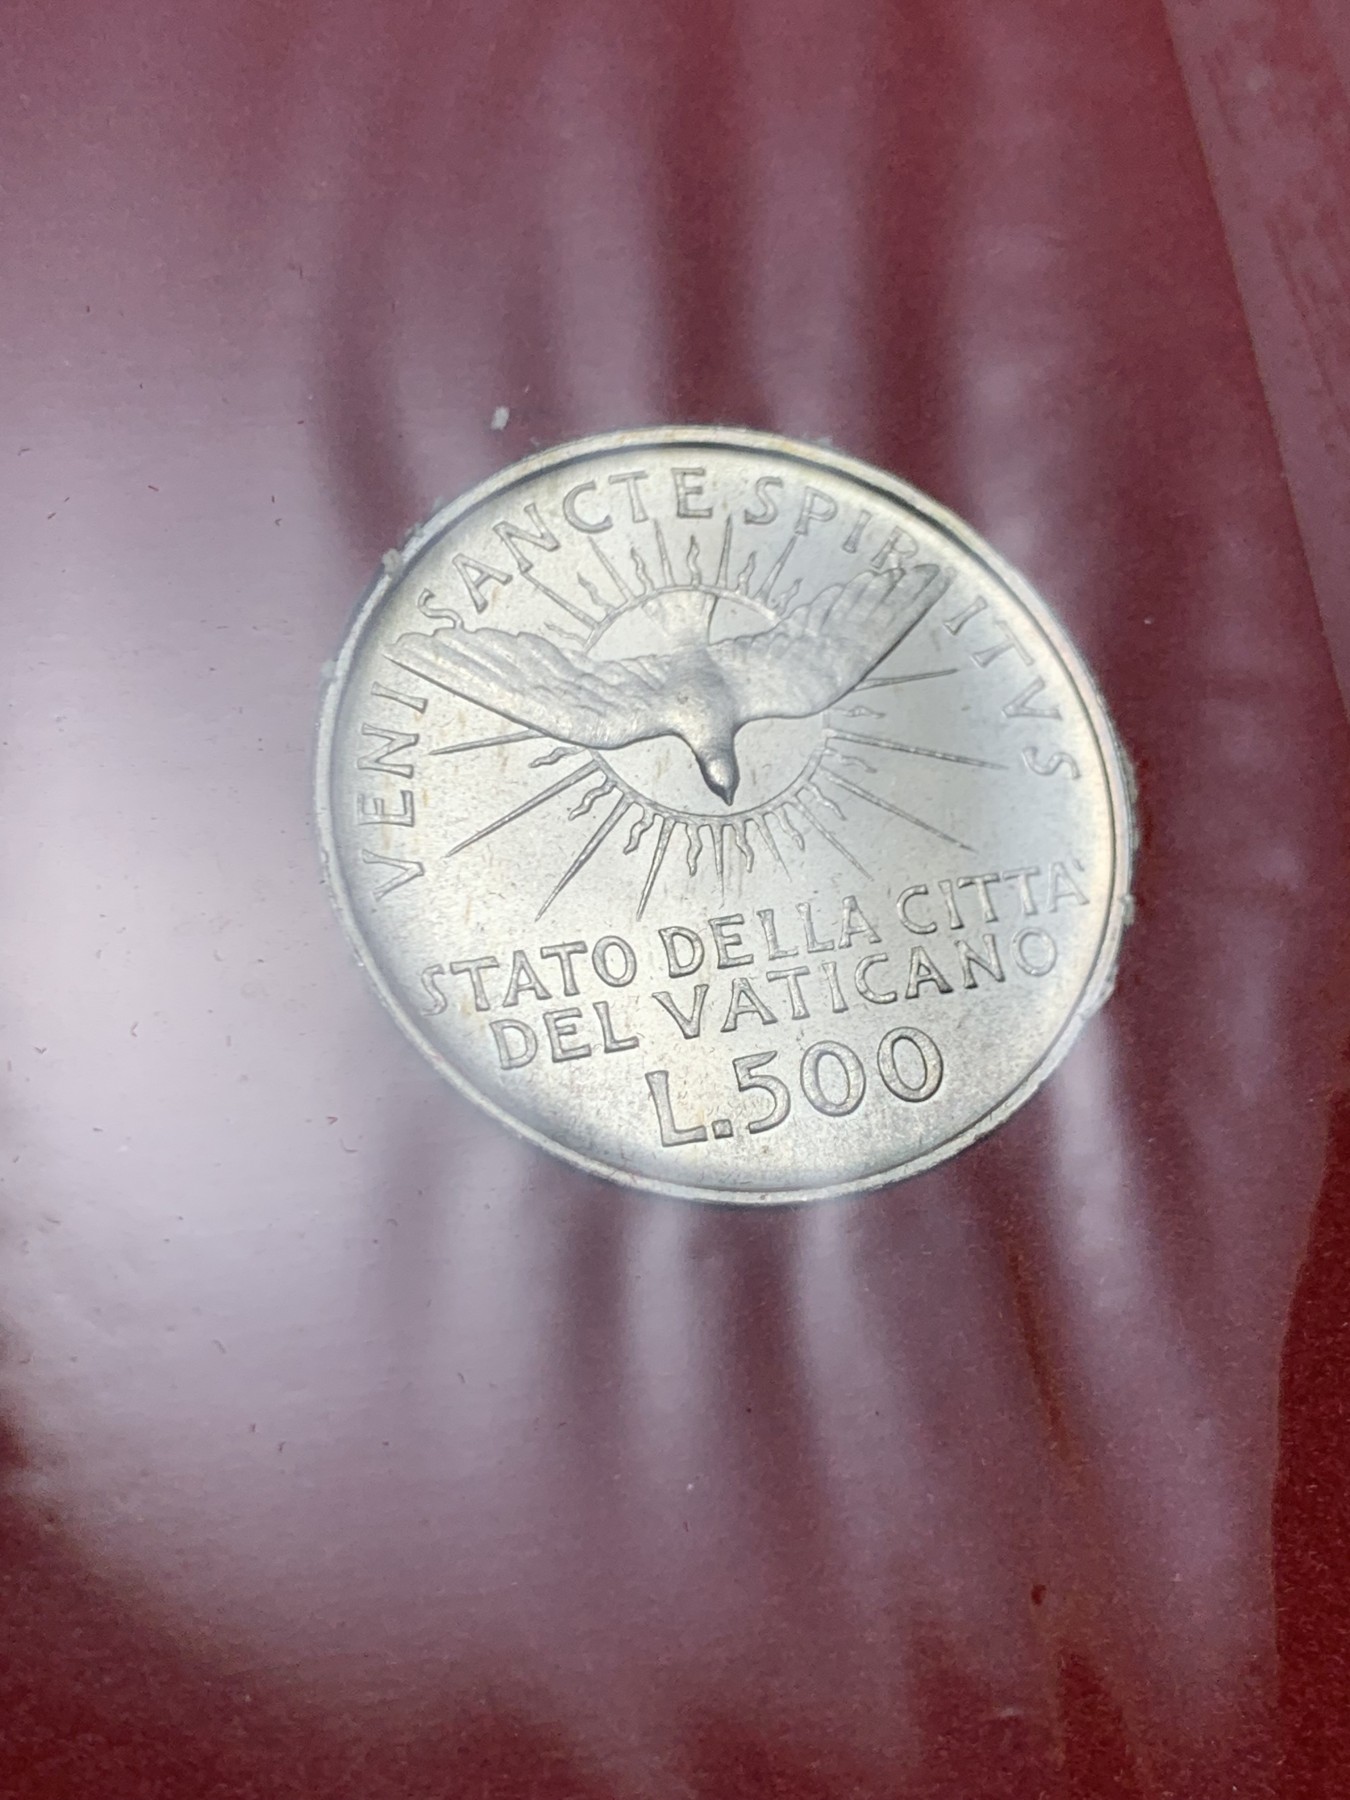 VENI SANCTE SPIRITVS
STATO DELLA CITTA'
DEL VATICANO
L.500